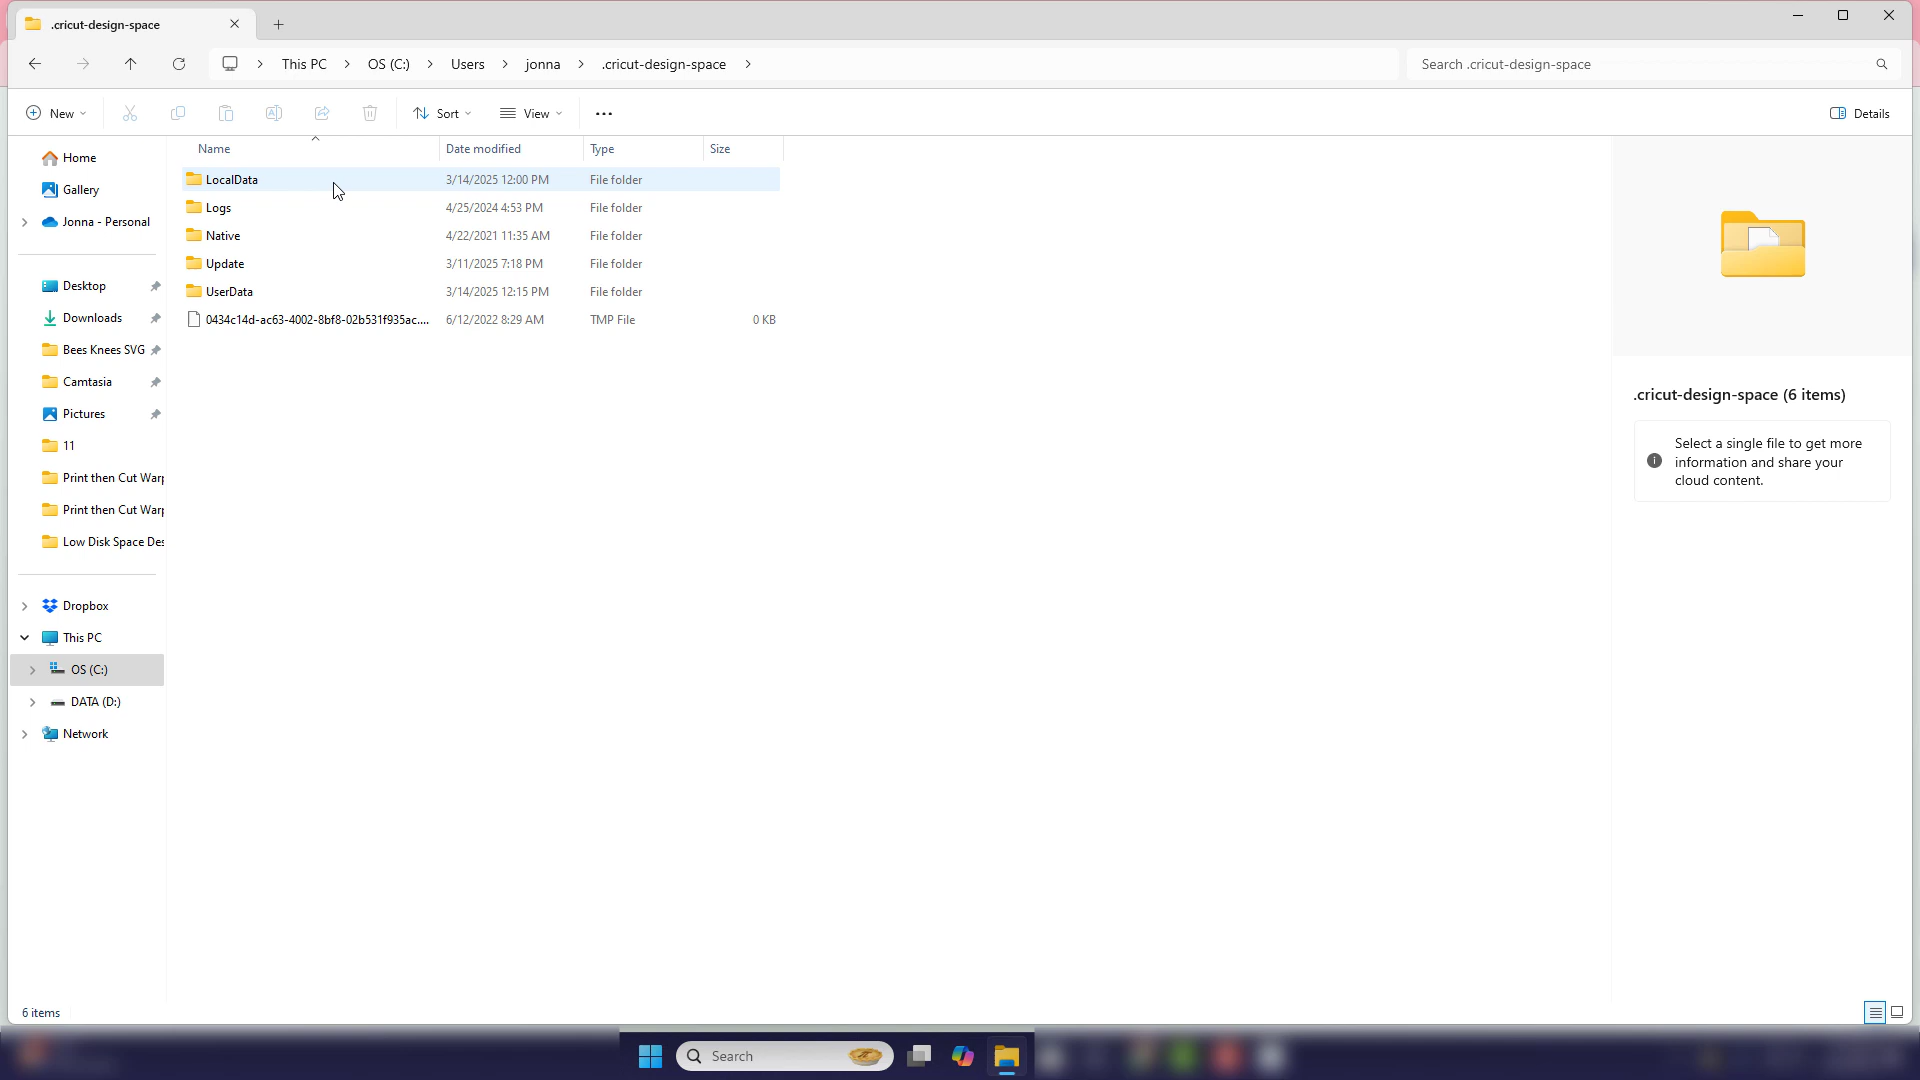 .cricut-design-space
This PC
OS (C:)
Users
jonna
.cricut-design-space
Search .cricut-design-space
New
Sort
View
Details
Home
Gallery
Jonna - Personal
Desktop
Downloads
Bees Knees SVG
Camtasia
Pictures
11
Print then Cut Warp
Print then Cut Warp
Low Disk Space Des
Dropbox
This PC
OS (C:)
DATA (D:)
Network
Name Date modified Type Size
LocalData 3/14/2025 12:00 PM File folder
Logs 4/25/2024 4:53 PM File folder
Native 4/22/2021 11:35 AM File folder
Update 3/11/2025 7:18 PM File folder
UserData 3/14/2025 12:15 PM File folder
0434c14d-ac63-4002-8bf8-02b531f935ac.... 6/12/2022 8:29 AM TMP File 0 KB
.cricut-design-space (6 items)
Select a single file to get more
information and share your
cloud content.
6 items
Search